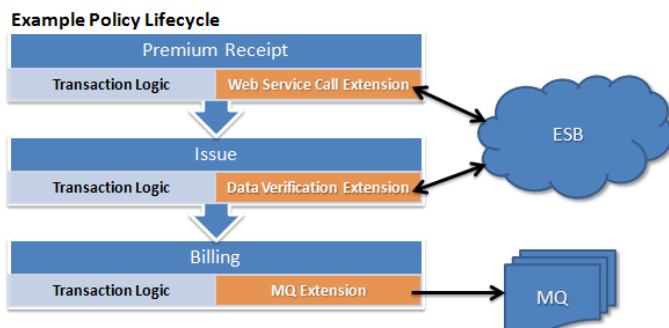 Example Policy Lifecycle
Premium Receipt
Transaction Logic
Web Service Call Extension
ESB
Issue
Transaction Logic
Data Verification Extension
Billing
Transaction Logic
MQ Extension
MQ